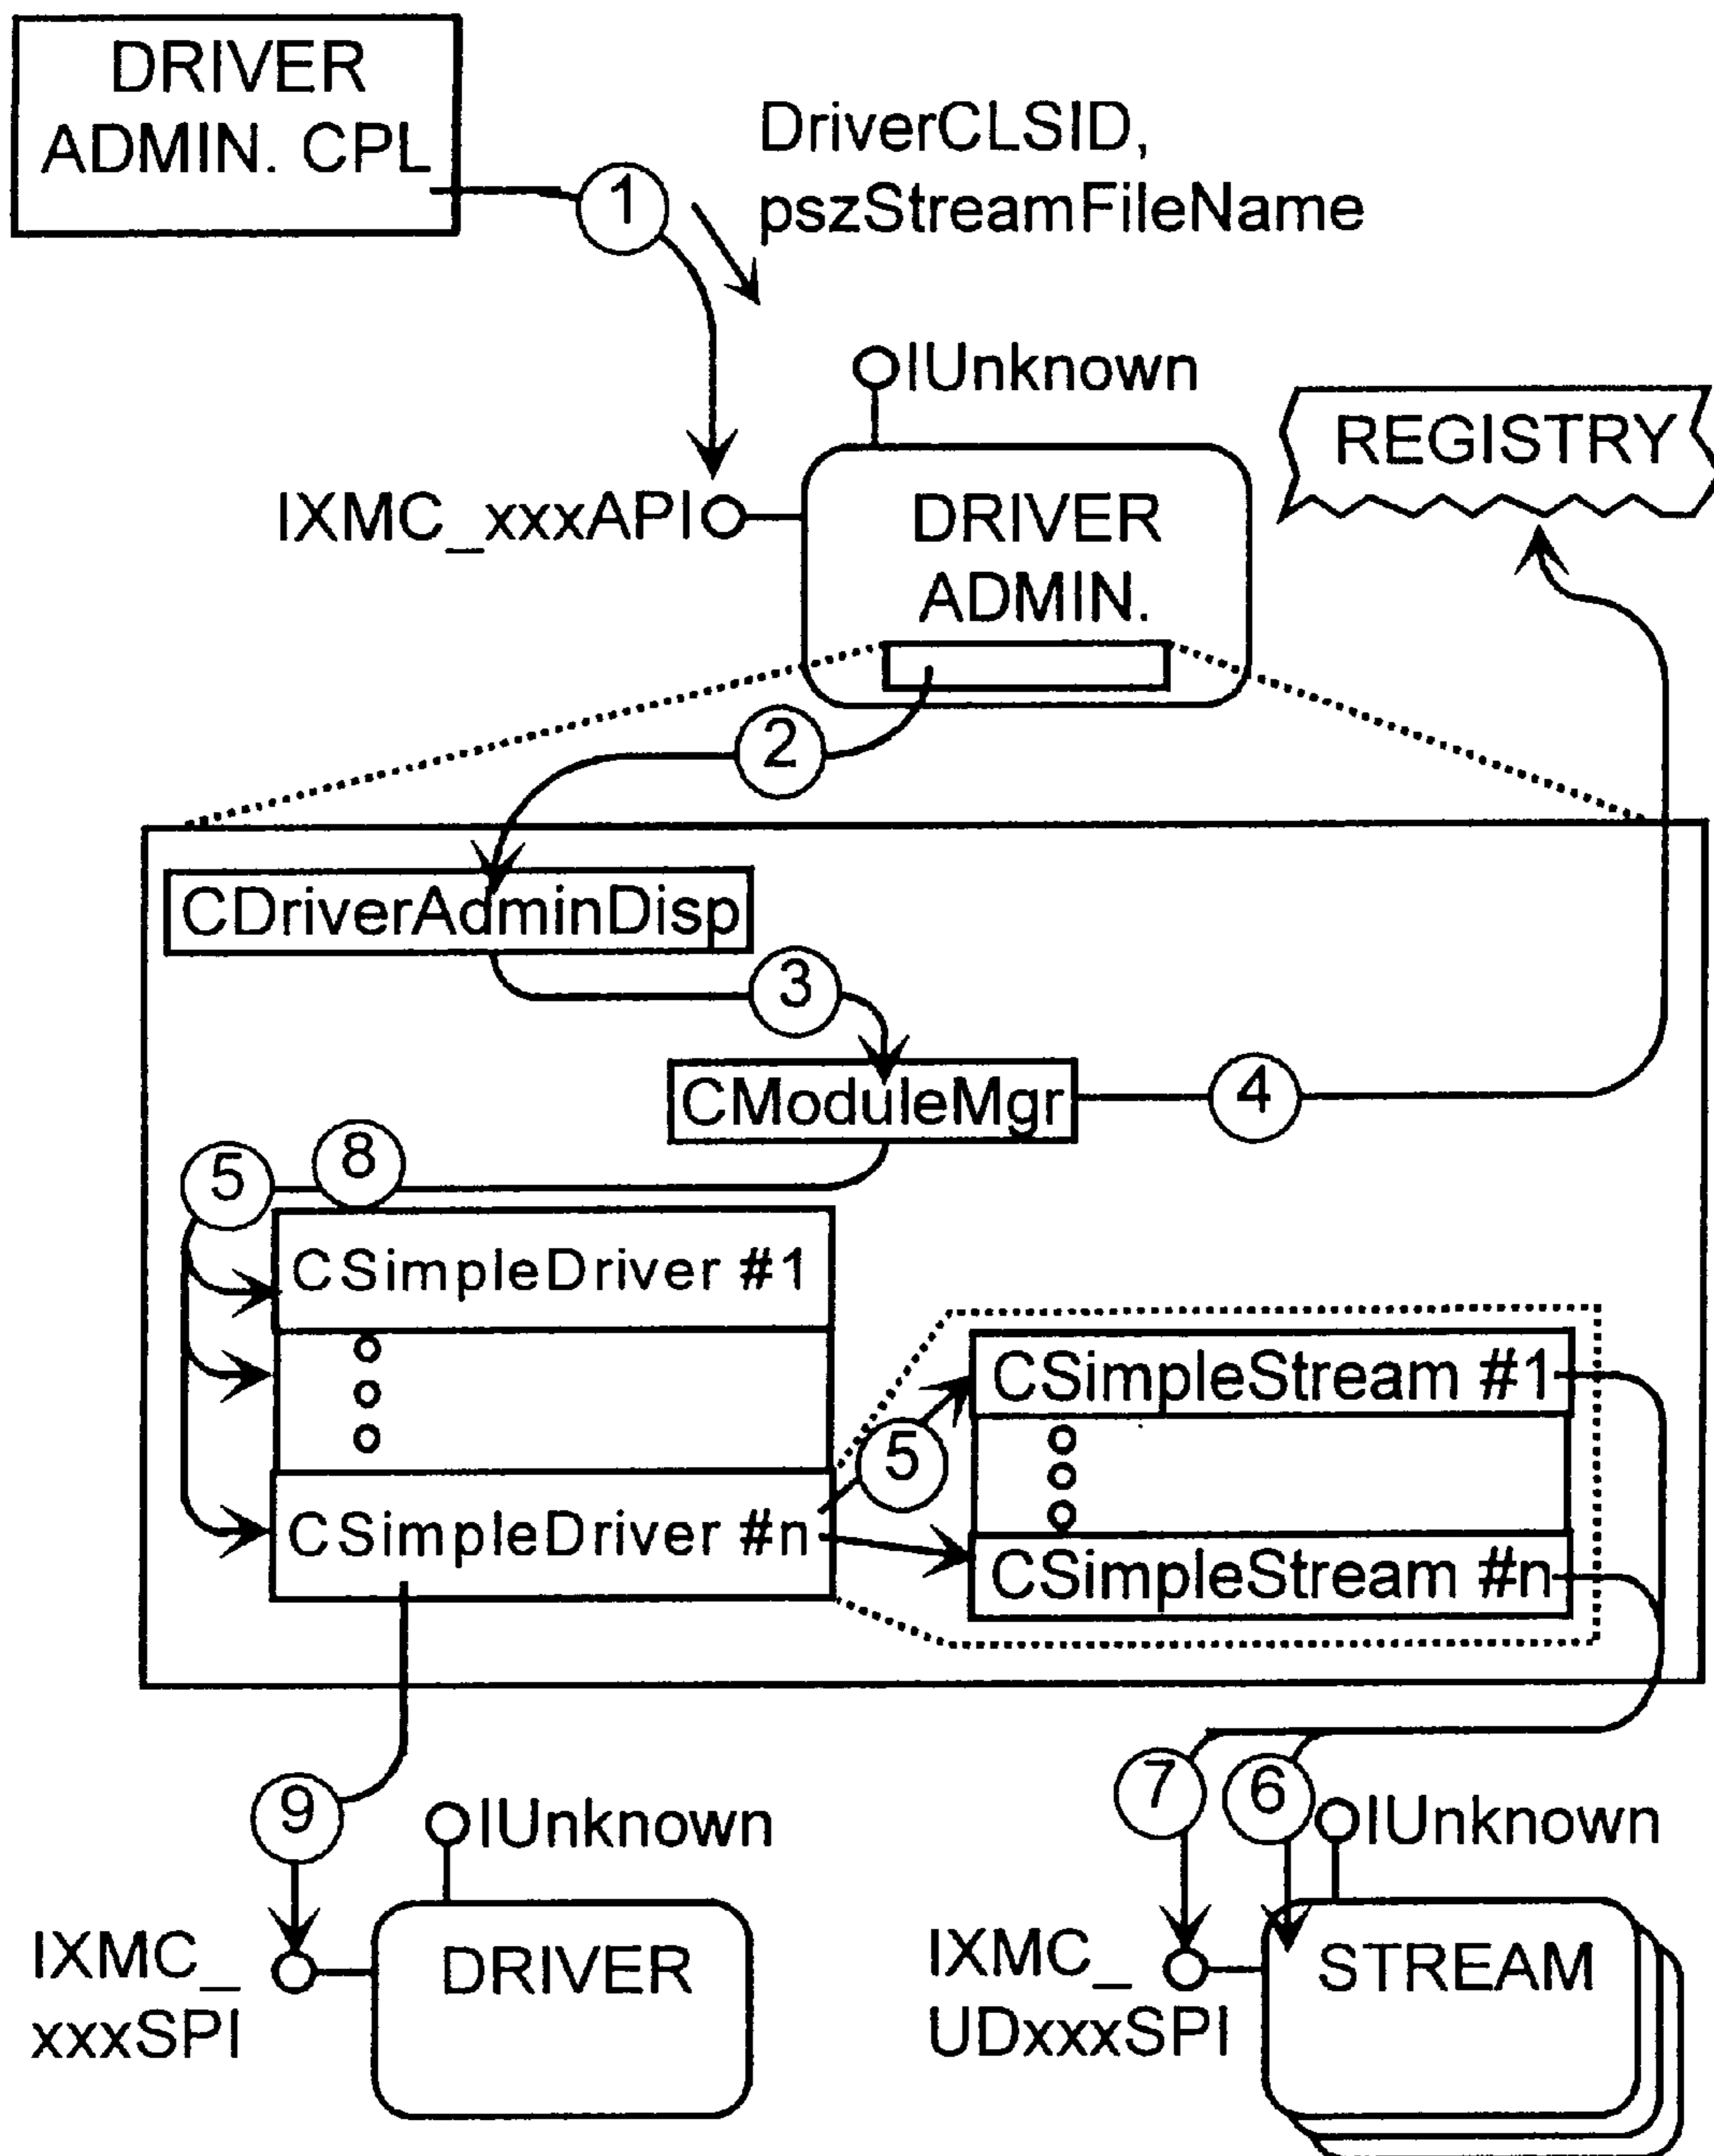 DRIVER
ADMIN. CPL
1
DriverCLSID,
pszStreamFileName
IUnknown
REGISTRY
IXMC_xxxAPI
DRIVER
ADMIN.
2
CDriverAdminDisp
3
CModuleMgr
4
5
8
CSimpleDriver #1
CSimpleStream #1
5
CSimpleDriver #n
CSimpleStream #n
7
6
9
IUnknown
IUnknown
IXMC_
xxxSPI
DRIVER
IXMC_
UDxxxSPI
STREAM